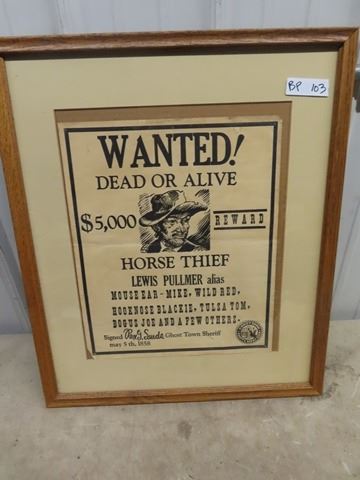 BP 103
WANTED!
DEAD OR ALIVE
$5,000 REWARD
HORSE THIEF
LEWIS PULLMER alias
MOUSE EAR - MIKE, WILD RED,
HOOKNOSE BLACKIE, TULSA TOM,
BOGUS JOE AND A FEW OTHERS.
Signed Ghost Town Sheriff
may 5 th, 1858